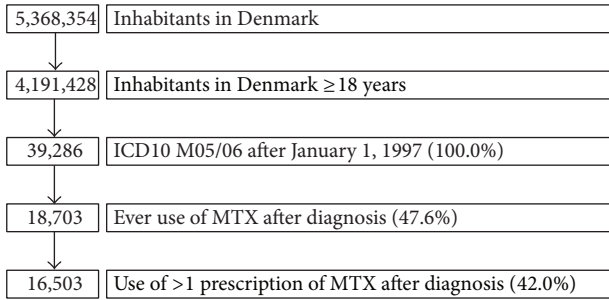 5,368,354 Inhabitants in Denmark
4,191,428 Inhabitants in Denmark ≥18 years
39,286 ICD10 M05/06 after January 1, 1997 (100.0%)
18,703 Ever use of MTX after diagnosis (47.6%)
16,503 Use of >1 prescription of MTX after diagnosis (42.0%)